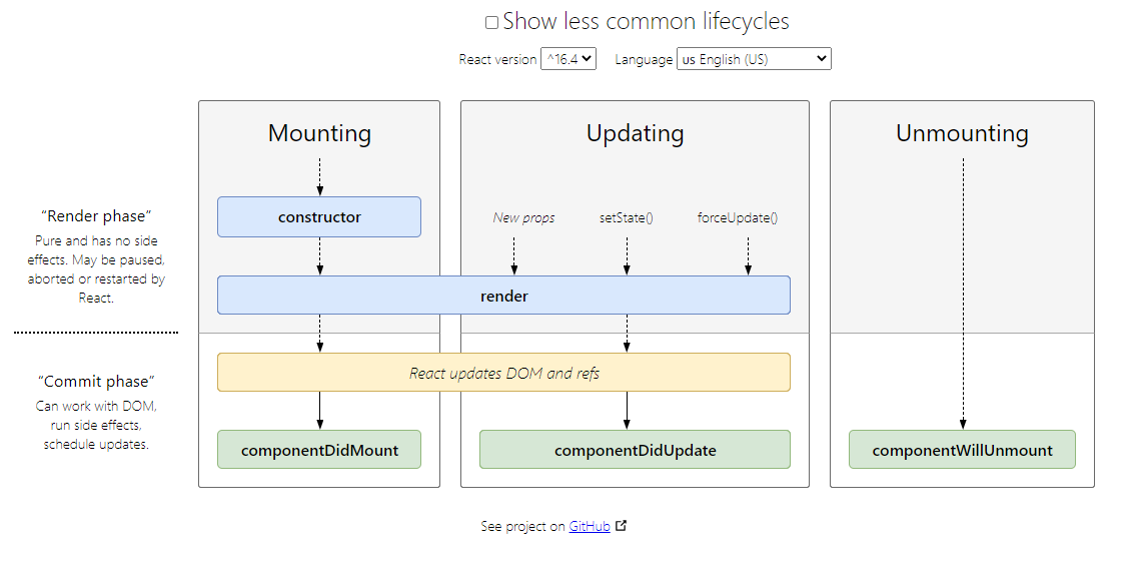 Show less common lifecycles
React version ^16.4 Language us English (US)
Mounting
Updating
Unmounting
“Render phase”
Pure and has no side
effects. May be paused,
aborted or restarted by
React.
constructor
New props
setState()
forceUpdate()
render
“Commit phase”
Can work with DOM,
run side effects,
schedule updates.
React updates DOM and refs
componentDidMount
componentDidUpdate
componentWillUnmount
See project on GitHub